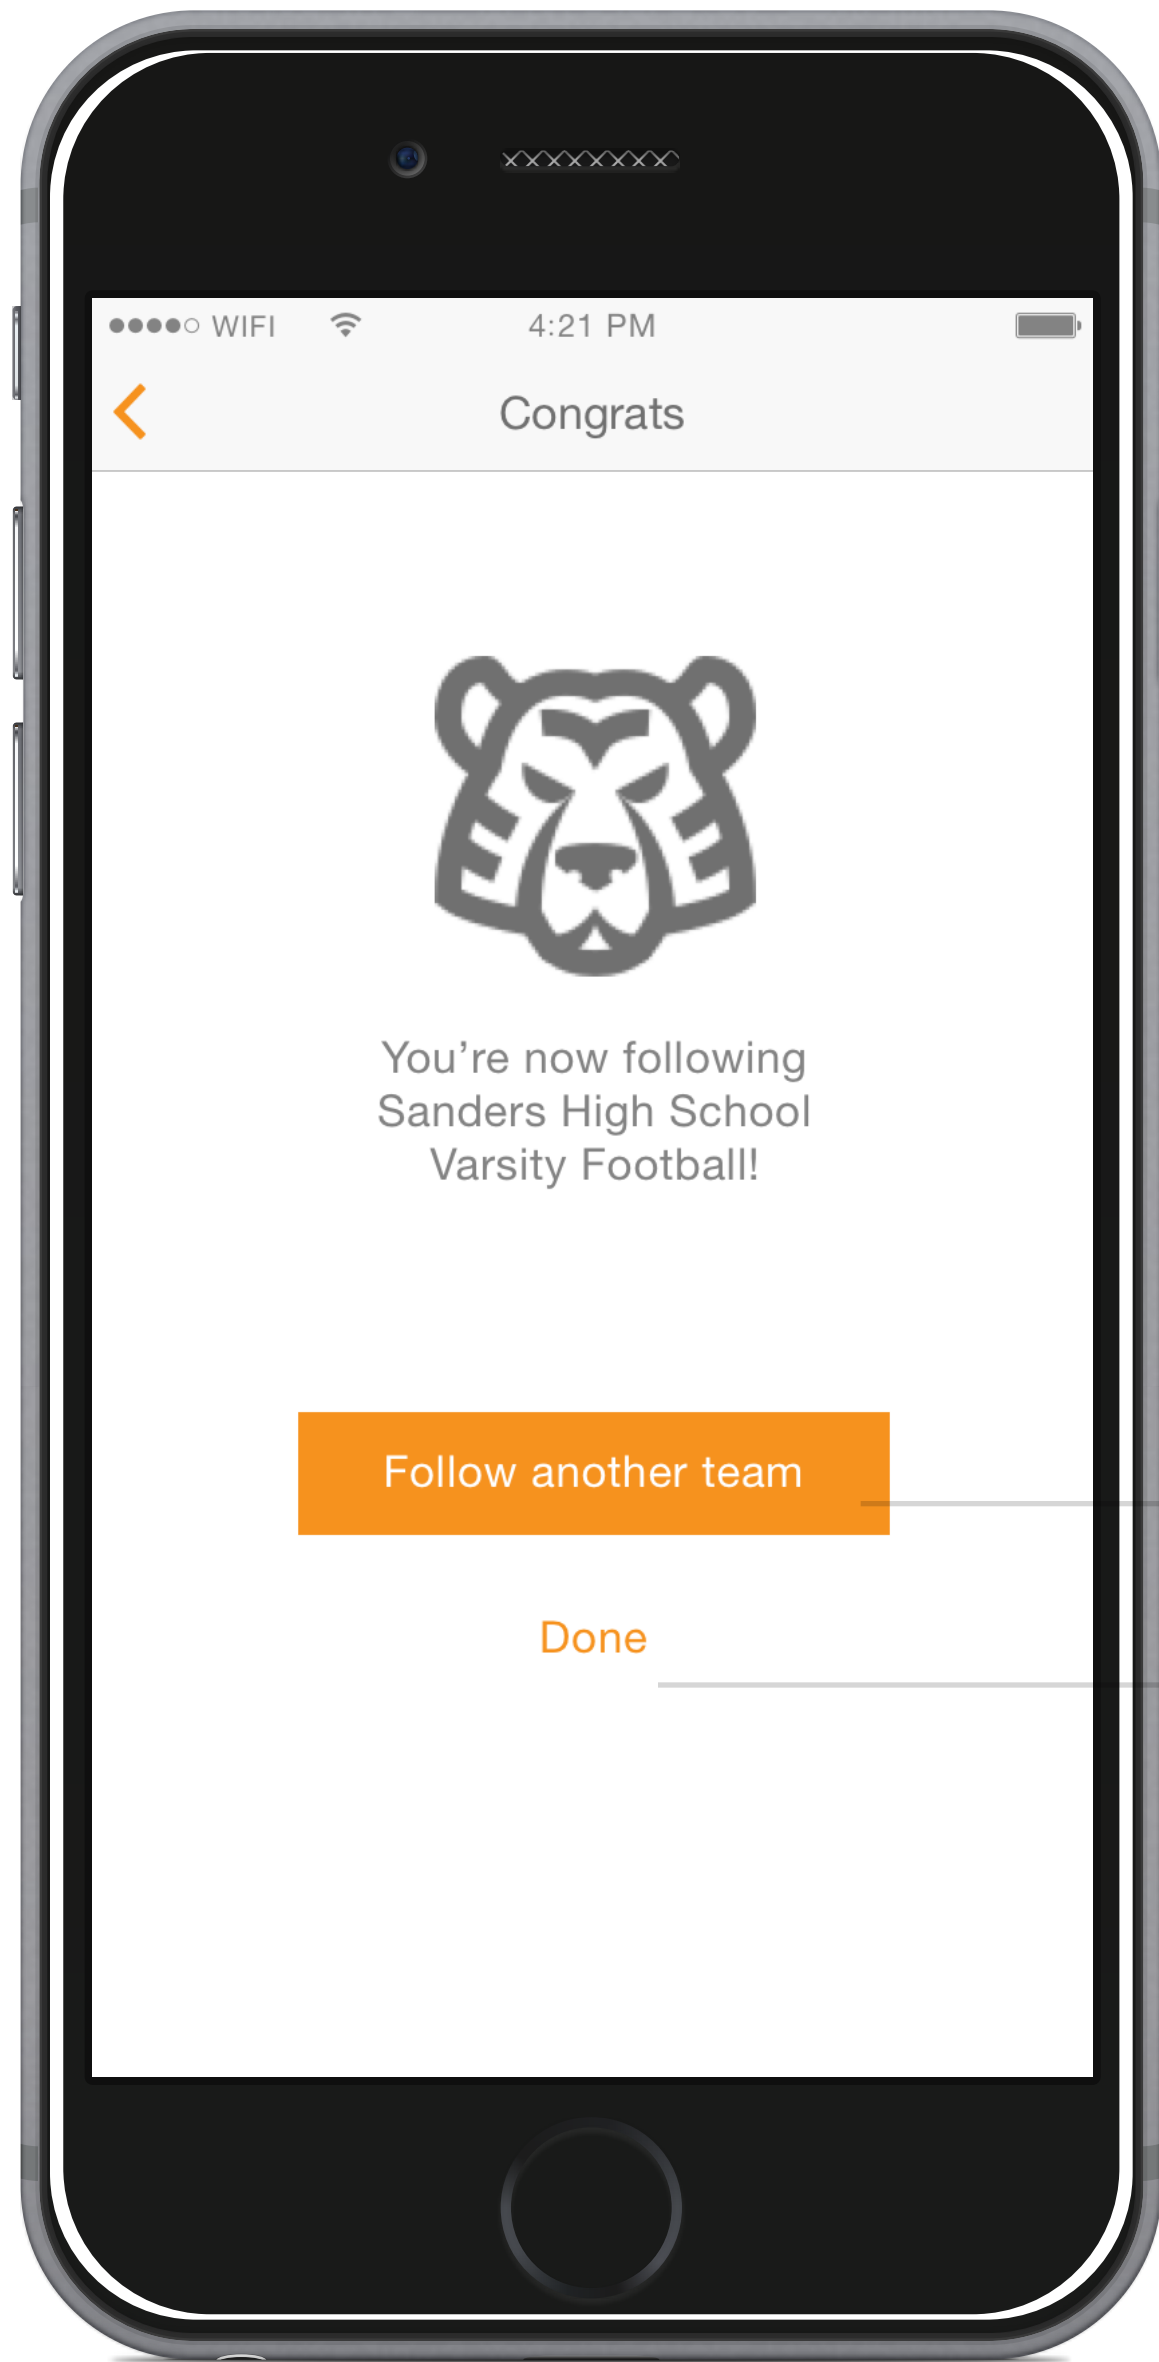 WIFI 4:21 PM
Congrats
You’re now following
Sanders High School
Varsity Football!
Follow another team
Done